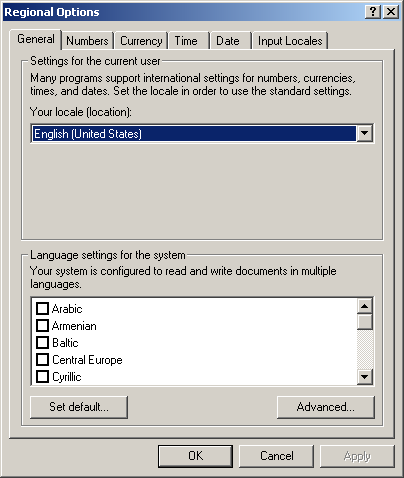 Regional Options
General
Numbers
Currency
Time
Date
Input Locales
Settings for the current user
Many programs support international settings for numbers, currencies,
times, and dates. Set the locale in order to use the standard settings.
Your locale (location):
English (United States)
Language settings for the system
Your system is configured to read and write documents in multiple
languages.
Arabic
Armenian
Baltic
Central Europe
Cyrillic
Set default...
Advanced...
OK
Cancel
Apply